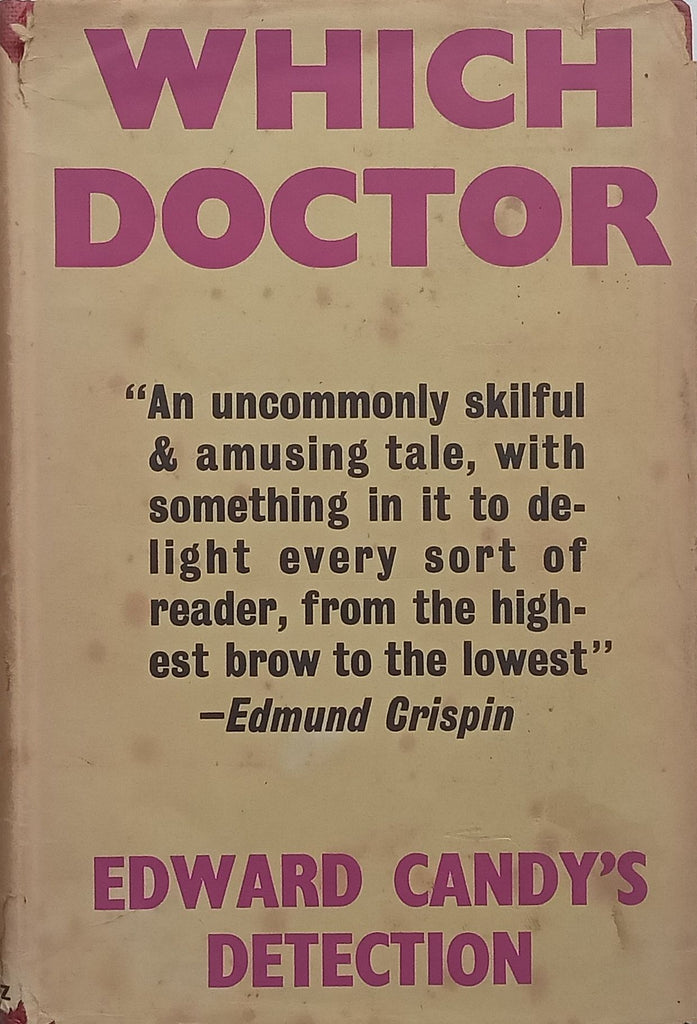 WHICH
DOCTOR
“An uncommonly skilful
& amusing tale, with
something in it to de-
light every sort of
reader, from the high-
est brow to the lowest”
–Edmund Crispin
EDWARD CANDY’S
DETECTION
Z